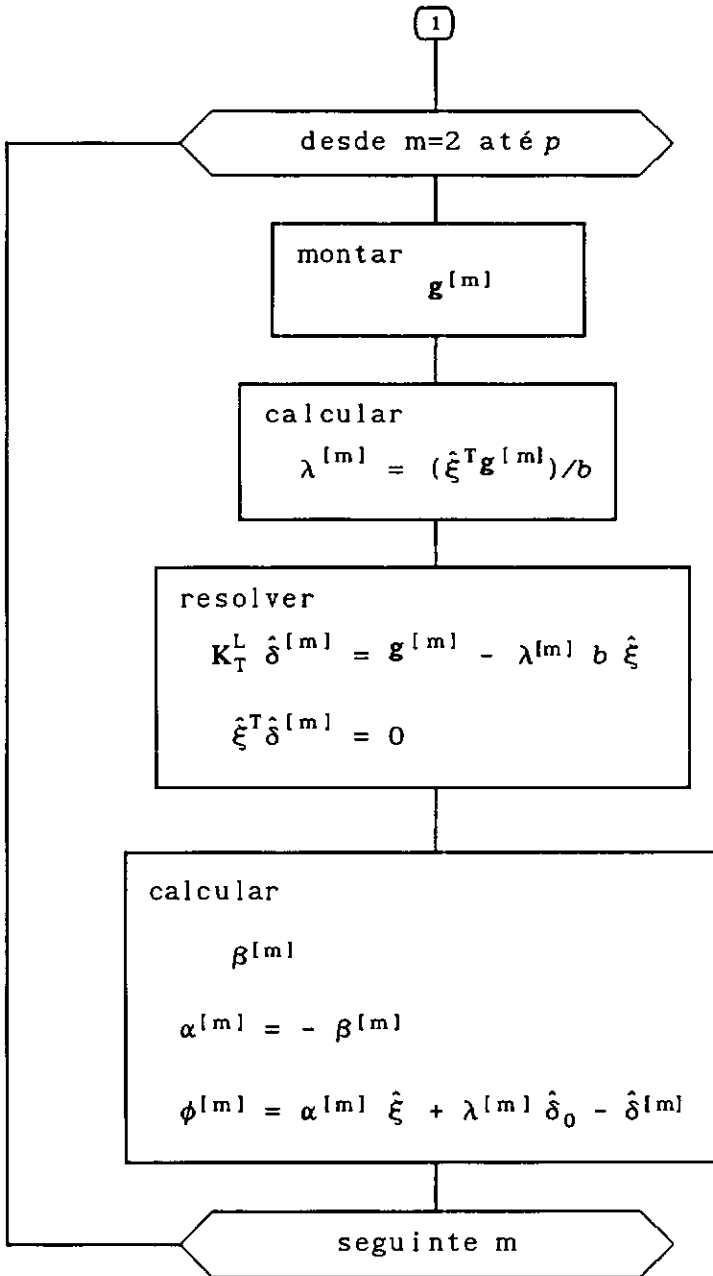 1
desde m=2 até p
montar
g^[m]
calcular
λ^[m] = (ξ̂^T g^[m])/b
resolver
K_T^L δ̂^[m] = g^[m] - λ^[m] b ξ̂
ξ̂^T δ̂^[m] = 0
calcular
β^[m]
α^[m] = - β^[m]
φ^[m] = α^[m] ξ̂ + λ^[m] δ̂_0 - δ̂^[m]
seguinte m